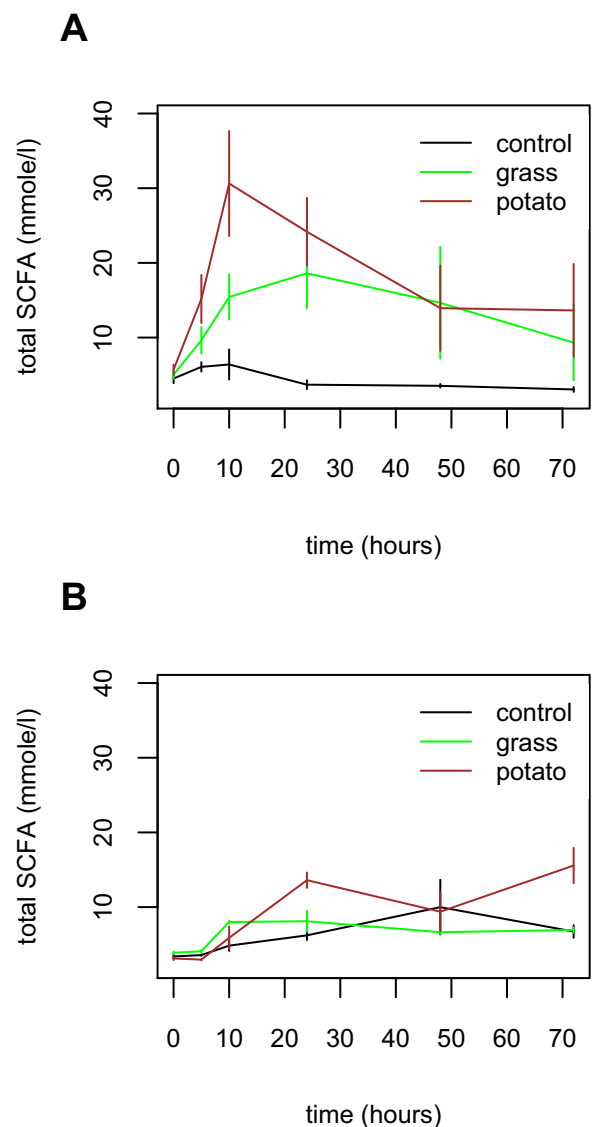 A
total SCFA (mmole/l)
40
30
20
10
control
grass
potato
0 10 20 30 40 50 60 70
time (hours)
B
total SCFA (mmole/l)
40
30
20
10
control
grass
potato
0 10 20 30 40 50 60 70
time (hours)